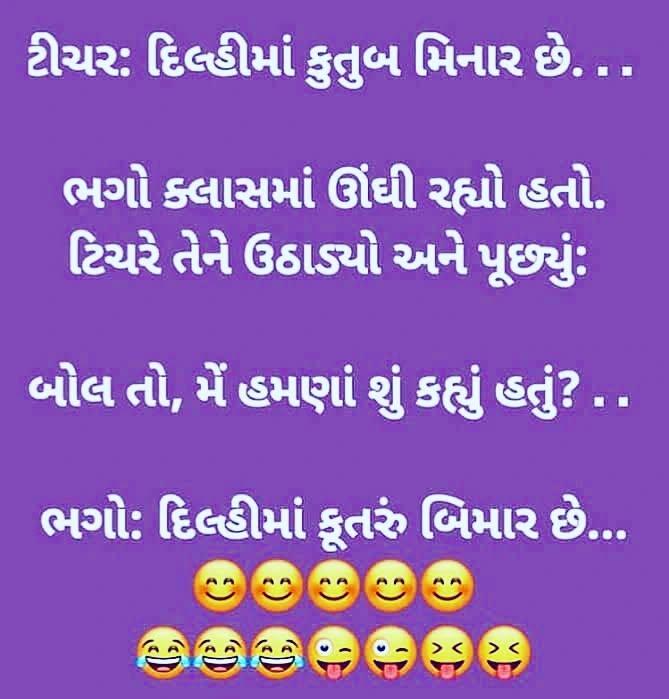 ટીચર: દિલ્હીમાં કુતુબ મિનાર છે. . .
ભગો ક્લાસમાં ઊંઘી રહ્યો હતો.
ટિચરે તેને ઉઠાડ્યો અને પૂછ્યું:
બોલ તો, મેં હમણાં શું કહ્યું હતું? . .
ભગો: દિલ્હીમાં કૂતરું બિમાર છે...
😊😊😊😊😊
😂😂😂😜😜😝😝